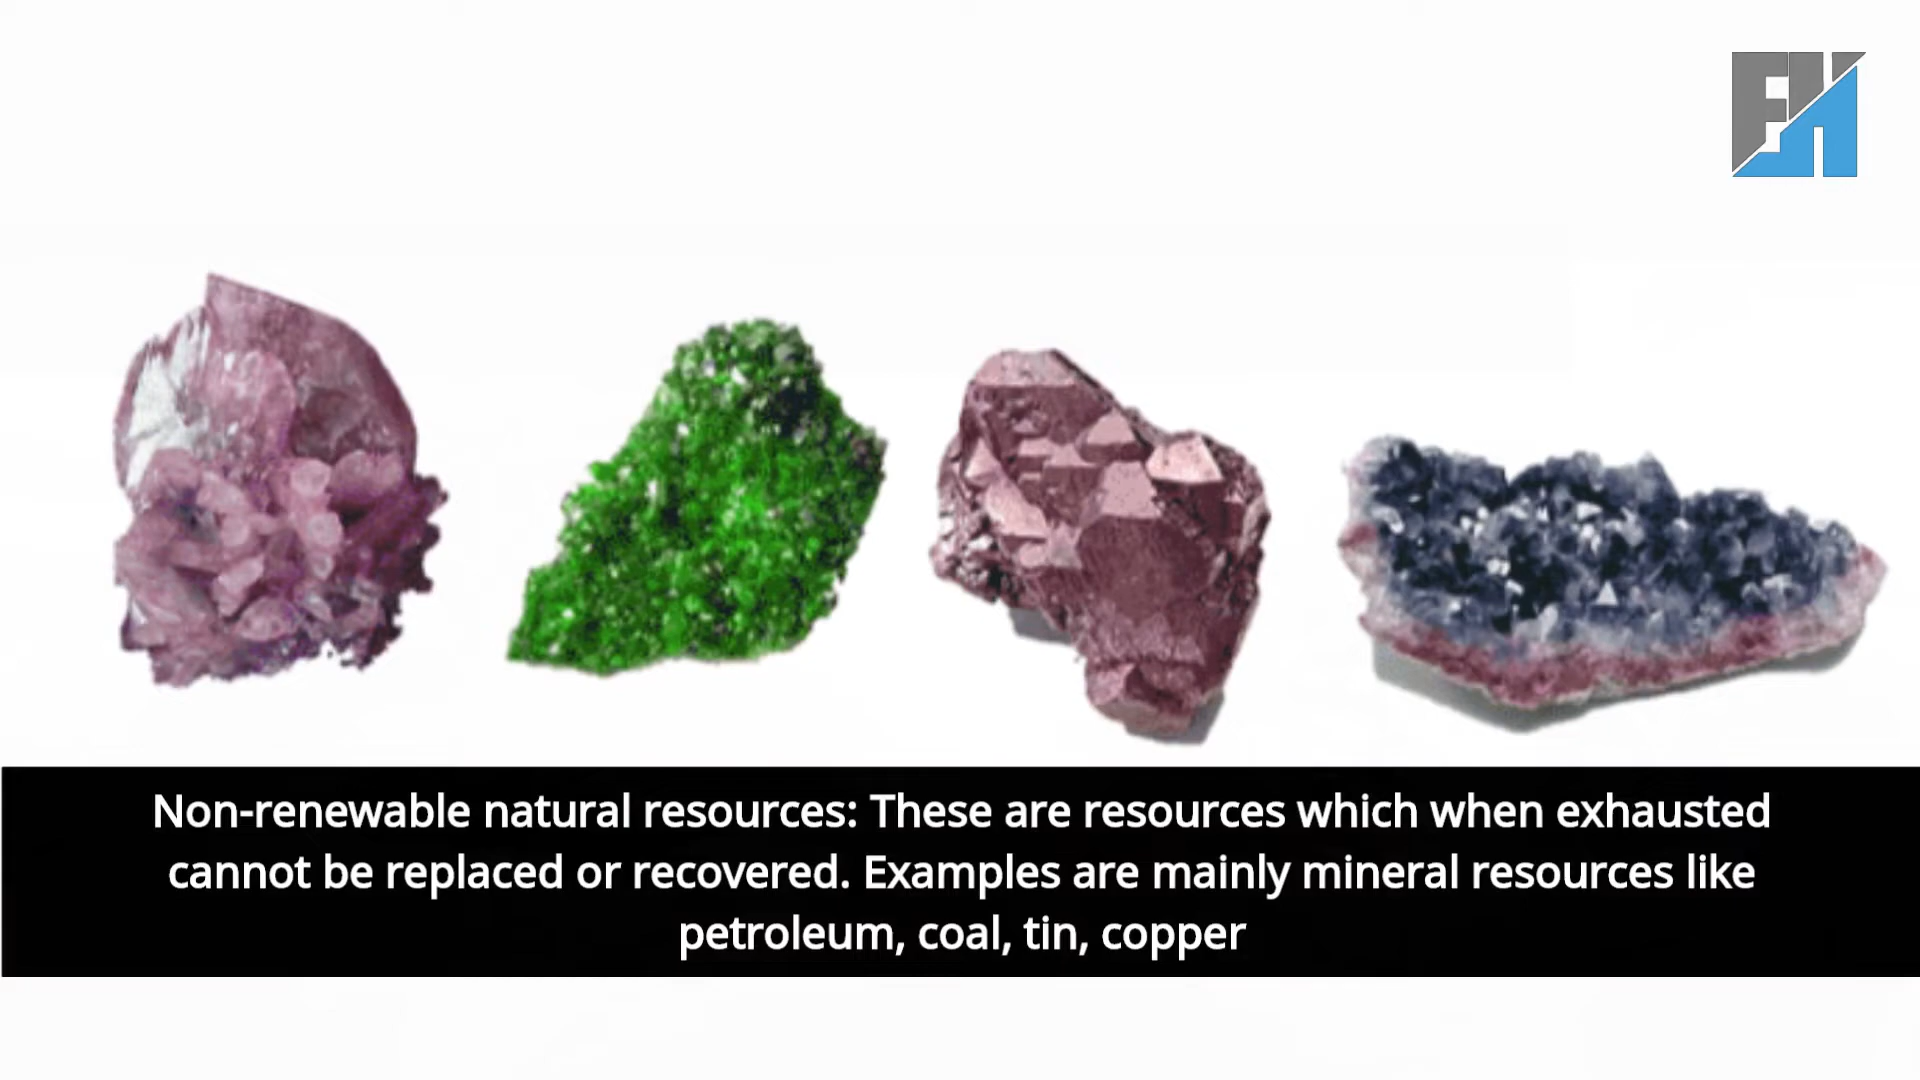 Non-renewable natural resources: These are resources which when exhausted
cannot be replaced or recovered. Examples are mainly mineral resources like
petroleum, coal, tin, copper